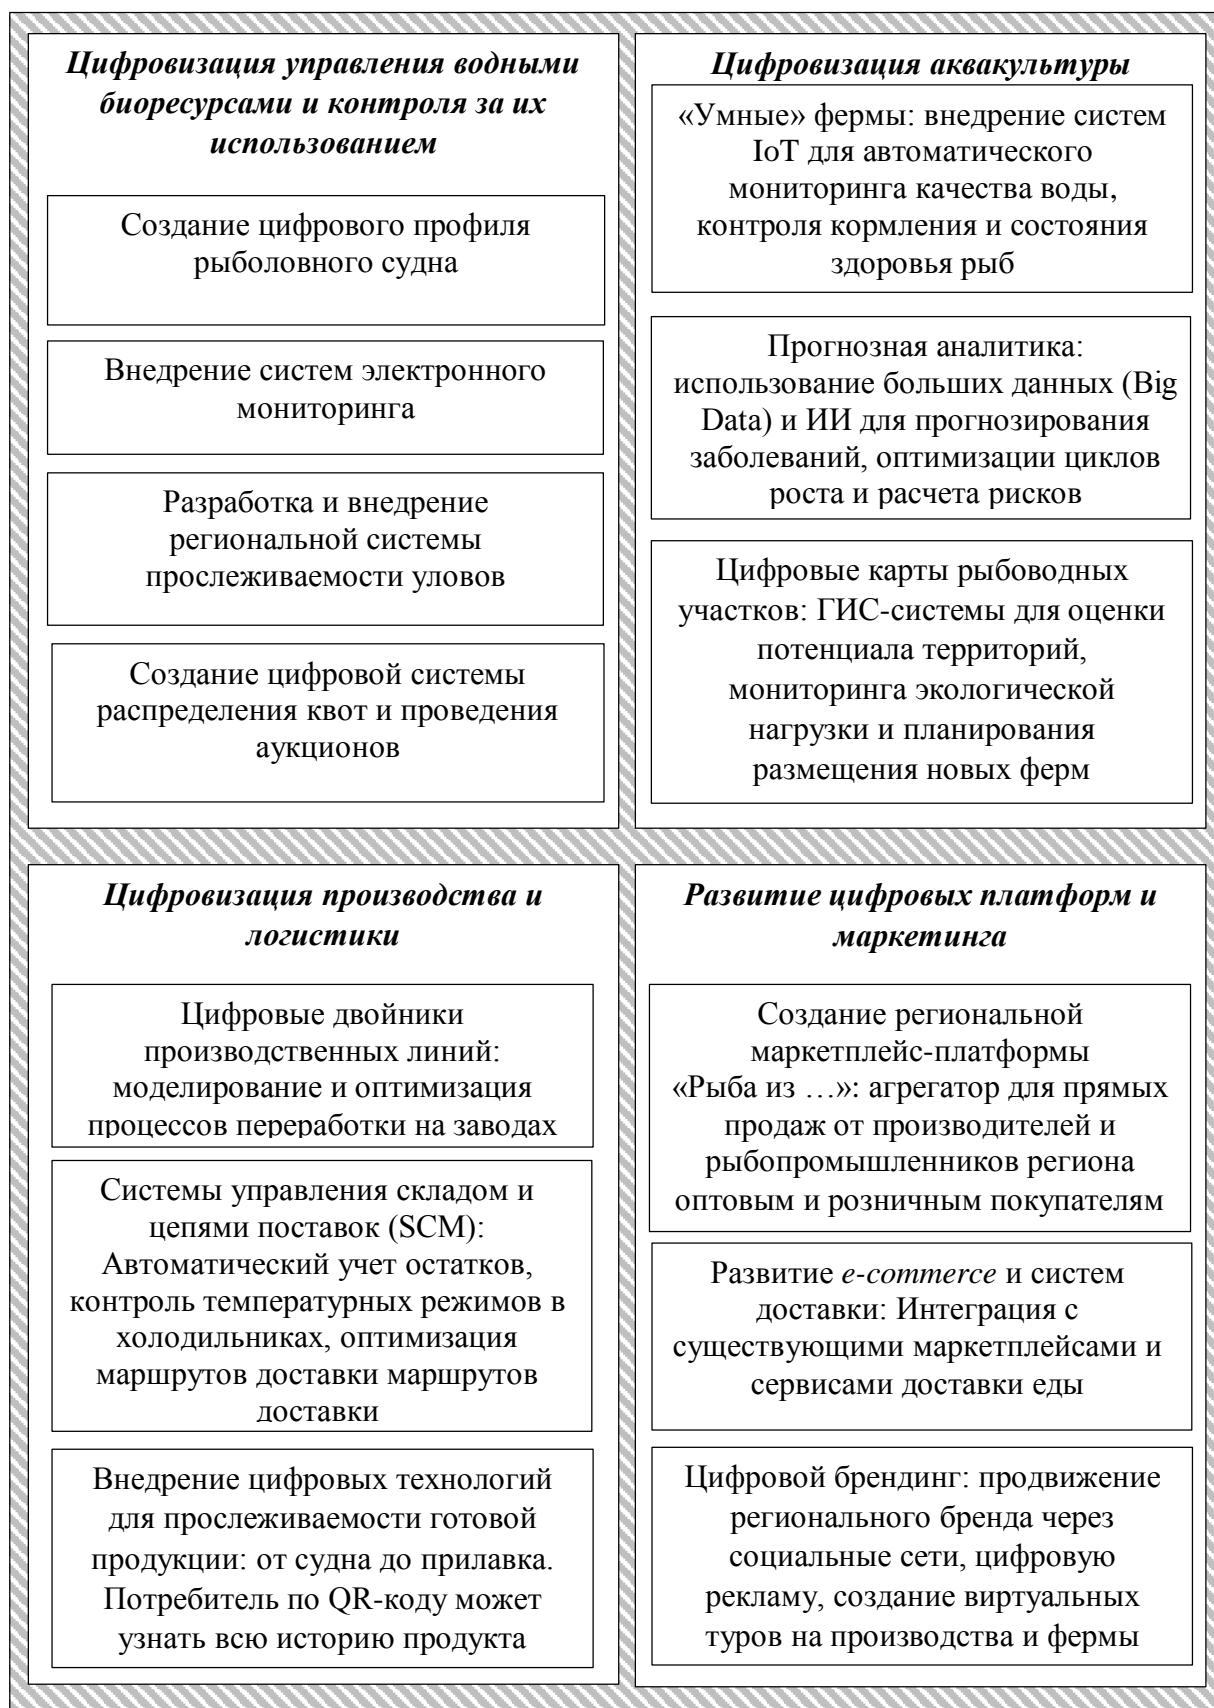 Цифровизация управления водными
биоресурсами и контроля за их
использованием
Создание цифрового профиля
рыболовного судна
Внедрение систем электронного
мониторинга
Разработка и внедрение
региональной системы
прослеживаемости уловов
Создание цифровой системы
распределения квот и проведения
аукционов
Цифровизация аквакультуры
«Умные» фермы: внедрение систем
IoT для автоматического
мониторинга качества воды,
контроля кормления и состояния
здоровья рыб
Прогнозная аналитика:
использование больших данных (Big
Data) и ИИ для прогнозирования
заболеваний, оптимизации циклов
роста и расчета рисков
Цифровые карты рыбоводных
участков: ГИС-системы для оценки
потенциала территорий,
мониторинга экологической
нагрузки и планирования
размещения новых ферм
Цифровизация производства и
логистики
Цифровые двойники
производственных линий:
моделирование и оптимизация
процессов переработки на заводах
Системы управления складом и
цепями поставок (SCM):
Автоматический учет остатков,
контроль температурных режимов в
холодильниках, оптимизация
маршрутов доставки маршрутов
доставки
Внедрение цифровых технологий
для прослеживаемости готовой
продукции: от судна до прилавка.
Потребитель по QR-коду может
узнать всю историю продукта
Развитие цифровых платформ и
маркетинга
Создание региональной
маркетплейс-платформы
«Рыба из …»: агрегатор для прямых
продаж от производителей и
рыбопромышленников региона
оптовым и розничным покупателям
Развитие e-commerce и систем
доставки: Интеграция с
существующими маркетплейсами и
сервисами доставки еды
Цифровой брендинг: продвижение
регионального бренда через
социальные сети, цифровую
рекламу, создание виртуальных
туров на производства и фермы